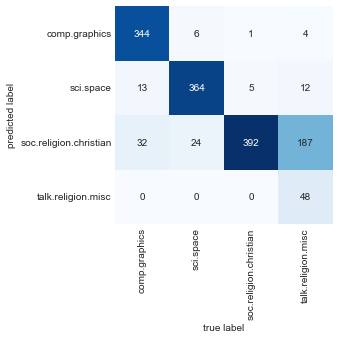 predicted label
comp.graphics 344 6 1 4
sci.space 13 364 5 12
soc.religion.christian 32 24 392 187
talk.religion.misc 0 0 0 48
comp.graphics
sci.space
soc.religion.christian
talk.religion.misc
true label